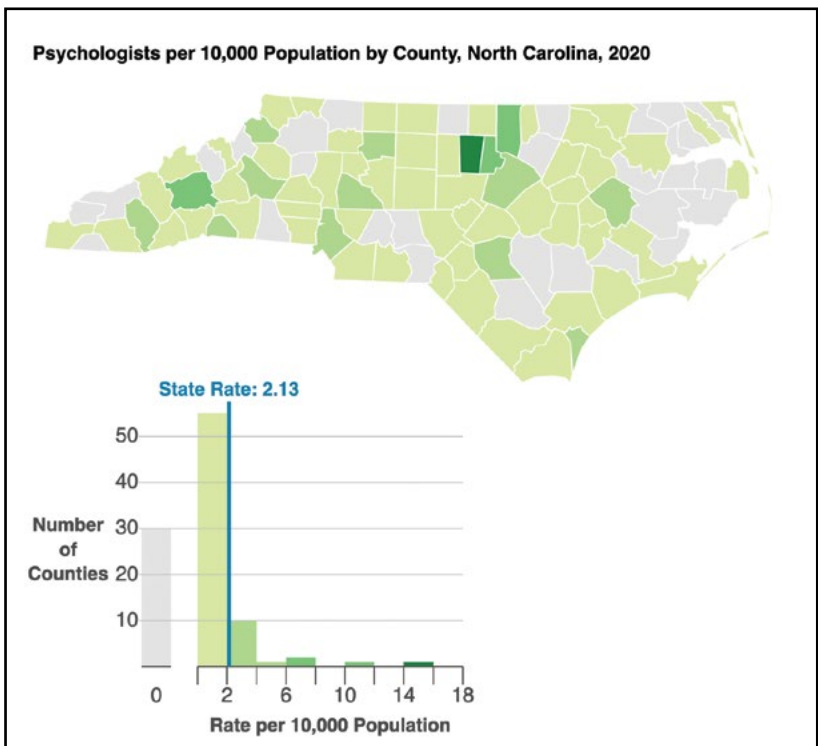 Psychologists per 10,000 Population by County, North Carolina, 2020
State Rate: 2.13
50
40
30
20
10
Number
of
Counties
0 2 6 10 14 18
Rate per 10,000 Population